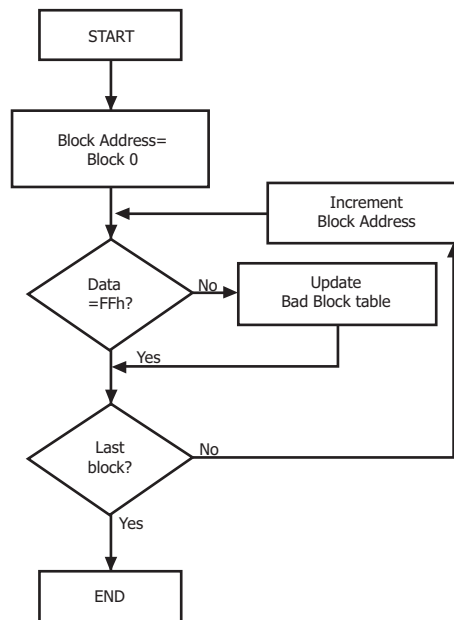 START
Block Address=
Block 0
Increment
Block Address
Data
=FFh?
No
Update
Bad Block table
Yes
Last
block?
No
Yes
END